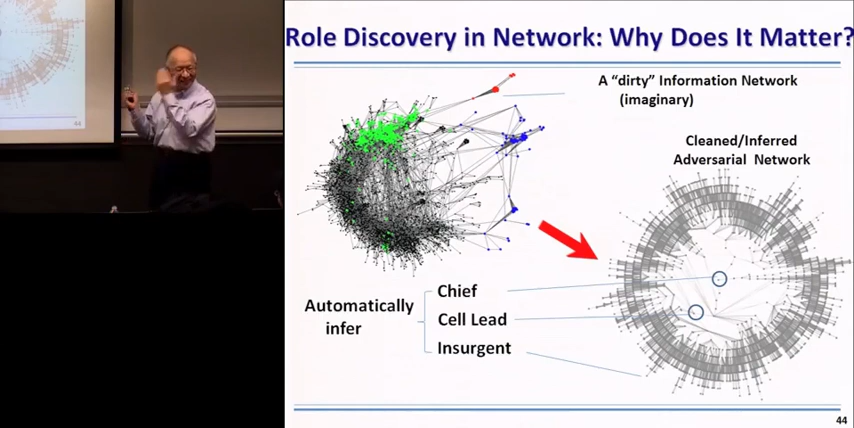 44
Role Discovery in Network: Why Does It Matter?
A “dirty” Information Network
(imaginary)
Cleaned/Inferred
Adversarial Network
Automatically
infer
Chief
Cell Lead
Insurgent
44